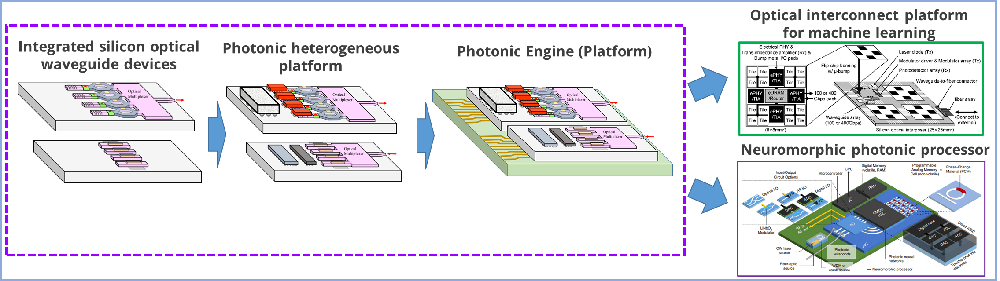 Integrated silicon optical
waveguide devices
Optical
Multiplexer
Photonic heterogeneous
platform
Optical
Multiplexer
Optical
Multiplexer
Photonic Engine (Platform)
Optical
Multiplexer
Optical
Multiplexer
Optical interconnect platform
for machine learning
Electrical PHY &
Trans-impedance amplifier (Rx) &
Bump metal I/O pads
Tile Tile ePHY /TIA Tile Tile
Tile Tile Tile Tile
ePHY /TIA eDRAM /Router ePHY /TIA
Tile Tile ePHY /TIA Tile Tile
Tile Tile Tile Tile
(8×8mm²)
100 or 400
Gbps each
Flip-chip bonding
w/ μ-bump
Laser diode (Tx)
Modulator driver & Modulator array (Tx)
Photodetector array (Rx)
Waveguide-to-fiber connector
fiber array
(Connect to
external)
Waveguide array
(100 or 400Gbps)
Silicon optical interposer (25×25mm²)
Neuromorphic photonic processor
Input/Output
Circuit Options
Optical I/O
RF I/O
Digital I/O
PD
ADC
PD
DAC
LiNbO3
Modulator
Microcontroller
CPU
Digital Memory
(volatile, RAM)
Programmable
Analog Memory =
Cell (non-volatile)
Phase-Change
Material (PCM)
RAM
μC
CMOS
ASIC
I/O
RF in
RF out
PIC
CW laser
source
Fiber-optic
source
Photonic
wirebonds
WDM or
comb source
Photonic neural
networks
Neuromorphic processor
Digital core
ADC
DAC
ADC
DAC
Driver ASIC
Tunable photonic
elements